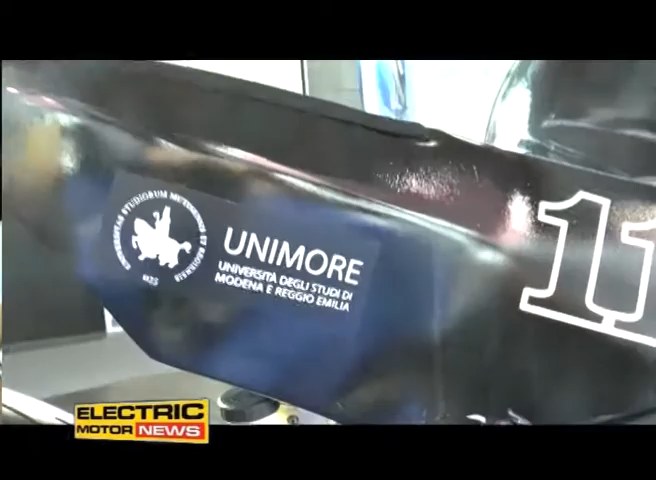 UNIMORE
UNIVERSITÀ DEGLI STUDI DI
MODENA E REGGIO EMILIA
1175
11
ELECTRIC
MOTOR NEWS